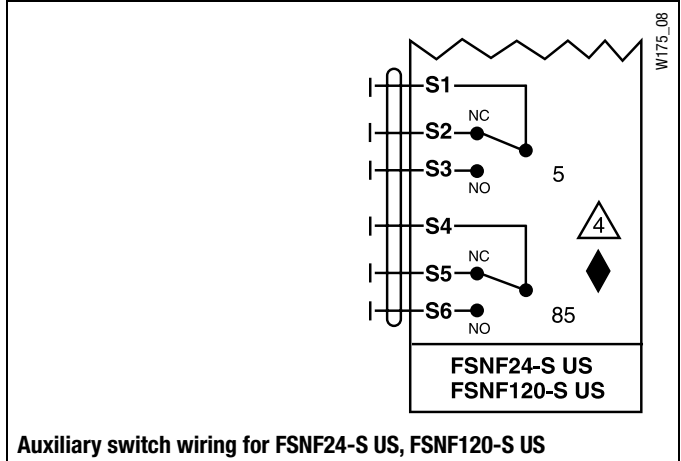 W175_08
S1
NC
S2
S3
5
NO
S4
4
NC
S5
S6
85
NO
FSNF24-S US
FSNF120-S US
Auxiliary switch wiring for FSNF24-S US, FSNF120-S US